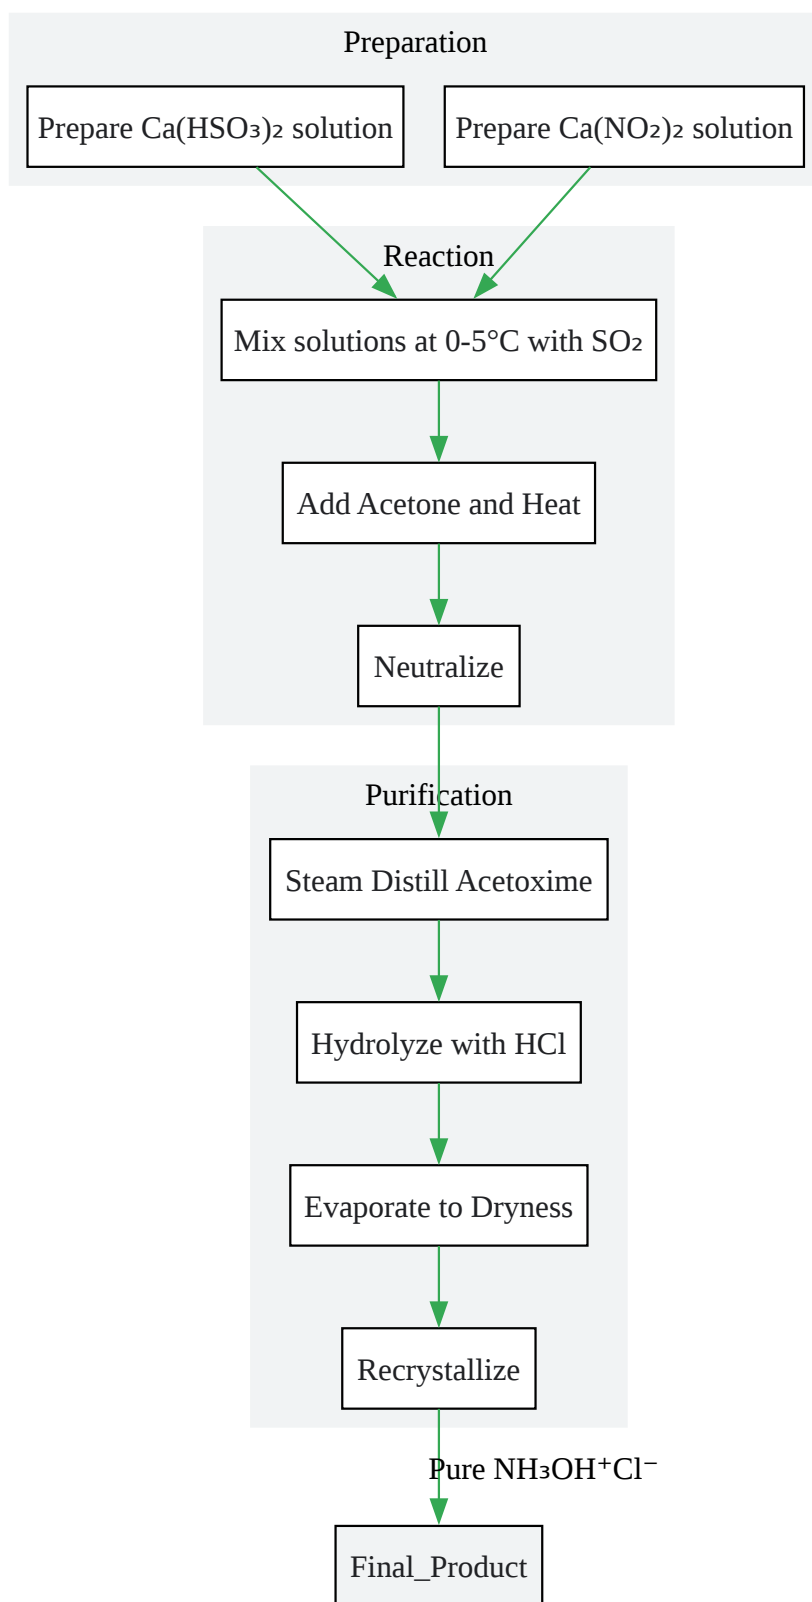 Preparation
Prepare Ca(HSO₃)₂ solution
Prepare Ca(NO₂)₂ solution
Reaction
Mix solutions at 0-5°C with SO₂
Add Acetone and Heat
Neutralize
Purification
Steam Distill Acetoxime
Hydrolyze with HCl
Evaporate to Dryness
Recrystallize
Pure NH₃OH⁺Cl⁻
Final_Product